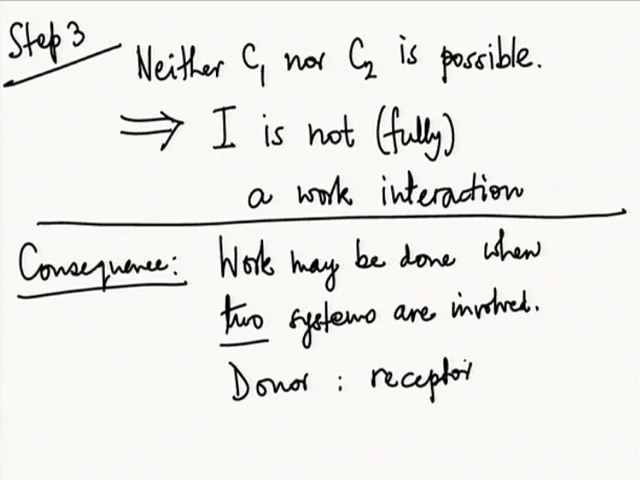 Step 3
Neither C₁ nor C₂ is possible.
⇒ I is not (fully)
a work interaction
Consequence: Work may be done when
two systems are involved.
Donor : receptor